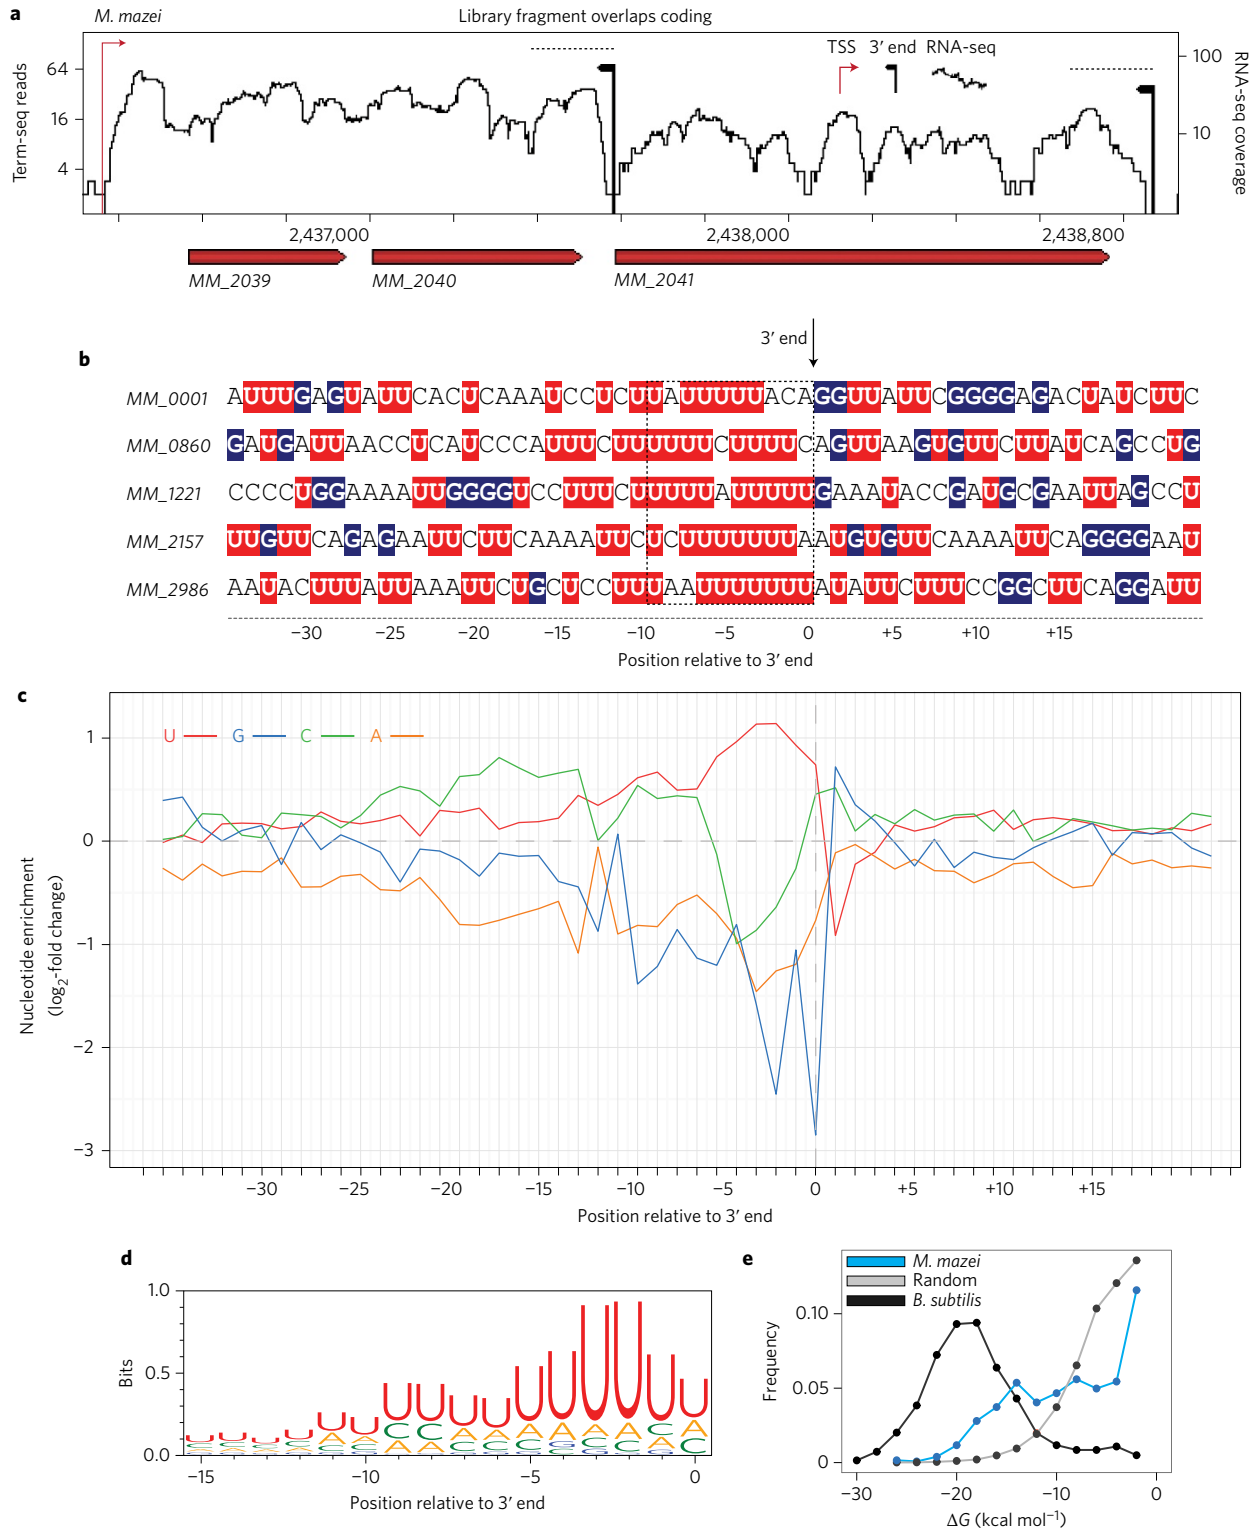 a
M. mazei
Library fragment overlaps coding
TSS 3′ end RNA-seq
Term-seq reads
64
16
4
100
10
RNA-seq coverage
2,437,000 2,438,000 2,438,800
MM_2039 MM_2040 MM_2041
b
3′ end
MM_0001 AUUUGAGUAUUCACUCAAAUCCUCUUAUUUUUACAGGUUAUUCGGGGAGACUAUCUUC
MM_0860 GAUGAUUAACCUCAUCCCAUUUCUUUUUUCUUUUCAGUUAAGUGUUCUUAUCAGCCUG
MM_1221 CCCCUGGAAAAUUGGGGUCCUUUCUUUUUAUUUUUGAAAUACCGAUGCGAAUUAGCCU
MM_2157 UUGUUCAGAGAAUUCUUCAAAAUUCUCUUUUUUUAAUGUGUUCAAAAUUCAGGGGAAU
MM_2986 AAUACUUUAUUAAAUUCUGCUCCUUUAAUUUUUUUAUAUUCUUUCCGGCUUCAGGAUU
−30 −25 −20 −15 −10 −5 0 +5 +10 +15
Position relative to 3′ end
c
U G C A
1
0
−1
−2
−3
Nucleotide enrichment
(log2-fold change)
−30 −25 −20 −15 −10 −5 0 +5 +10 +15
Position relative to 3′ end
d
1.0
0.5
0.0
Bits
−15 −10 −5 0
Position relative to 3′ end
e
M. mazei
Random
B. subtilis
0.10
0.05
0
Frequency
−30 −20 −10 0
ΔG (kcal mol−1)